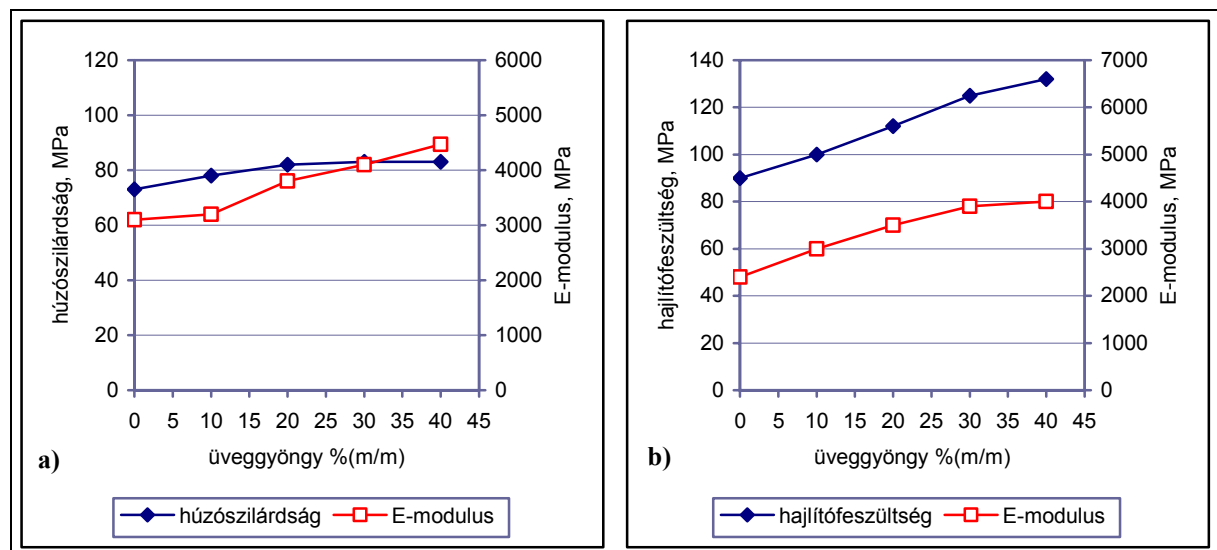 120
100
80
60
40
20
0
húzószilárdság, MPa
6000
5000
4000
3000
2000
1000
0
E-modulus, MPa
0 5 10 15 20 25 30 35 40 45
üveggyöngy %(m/m)
a)
húzószilárdság E-modulus
140
120
100
80
60
40
20
0
hajlítófeszültség, MPa
7000
6000
5000
4000
3000
2000
1000
0
E-modulus, MPa
0 5 10 15 20 25 30 35 40 45
üveggyöngy %(m/m)
b)
hajlítófeszültség E-modulus